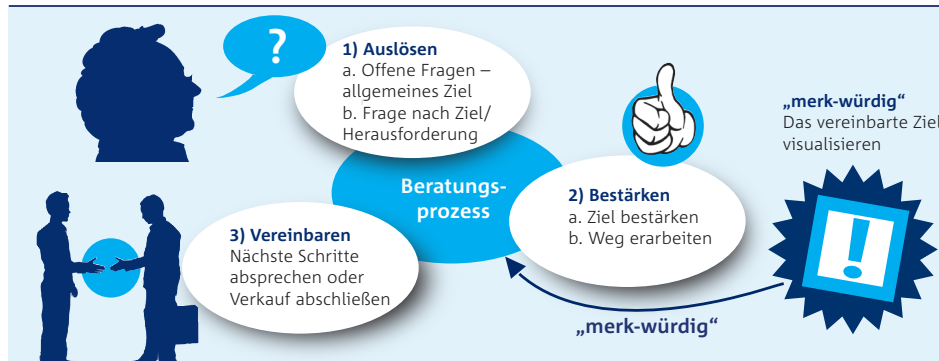 ?
1) Auslösen
a. Offene Fragen –
allgemeines Ziel
b. Frage nach Ziel/
Herausforderung
„merk-würdig“
Das vereinbarte Ziel
visualisieren
Beratungs-
prozess
2) Bestärken
a. Ziel bestärken
b. Weg erarbeiten
!
3) Vereinbaren
Nächste Schritte
absprechen oder
Verkauf abschließen
„merk-würdig“